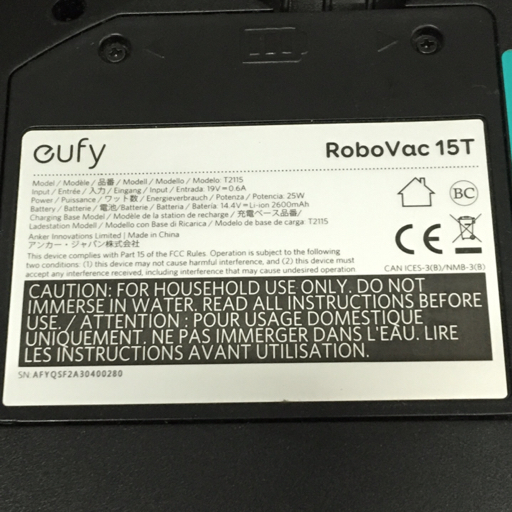 eufy
RoboVac 15T
Model / Modèle / 品番 / Modell / Modello / Modelo: T2115
Input / Entrée / 入力 / Eingang / Input / Entrada: 19V⎓0.6A
Power / Puissance / ワット数 / Energieverbrauch / Potenza / Potencia: 25W
Battery / Batterie / 電池/ Batterie / Batteria / Batería: 14.4V⎓Li-ion 2600mAh
Charging Base Model / Modèle de la station de recharge / 充電ベース品番/
Ladestation Modell / Modello con Base di Ricarica / Modelo de base de carga: T2115
Anker Innovations Limited | Made in China
アンカー・ジャパン株式会社
This device complies with Part 15 of the FCC Rules. Operation is subject to the following
two conditions: (1) this device may not cause harmful interference, and (2) this device must
accept any interference received, including interference that may cause undesired operation.
BC
CE
CAN ICES-3(B)/NMB-3(B)
CAUTION: FOR HOUSEHOLD USE ONLY. DO NOT
IMMERSE IN WATER. READ ALL INSTRUCTIONS BEFORE
USE. / ATTENTION : POUR USAGE DOMESTIQUE
UNIQUEMENT. NE PAS IMMERGER DANS L'EAU. LIRE
LES INSTRUCTIONS AVANT UTILISATION.
SN: AFYQSF2A30400280